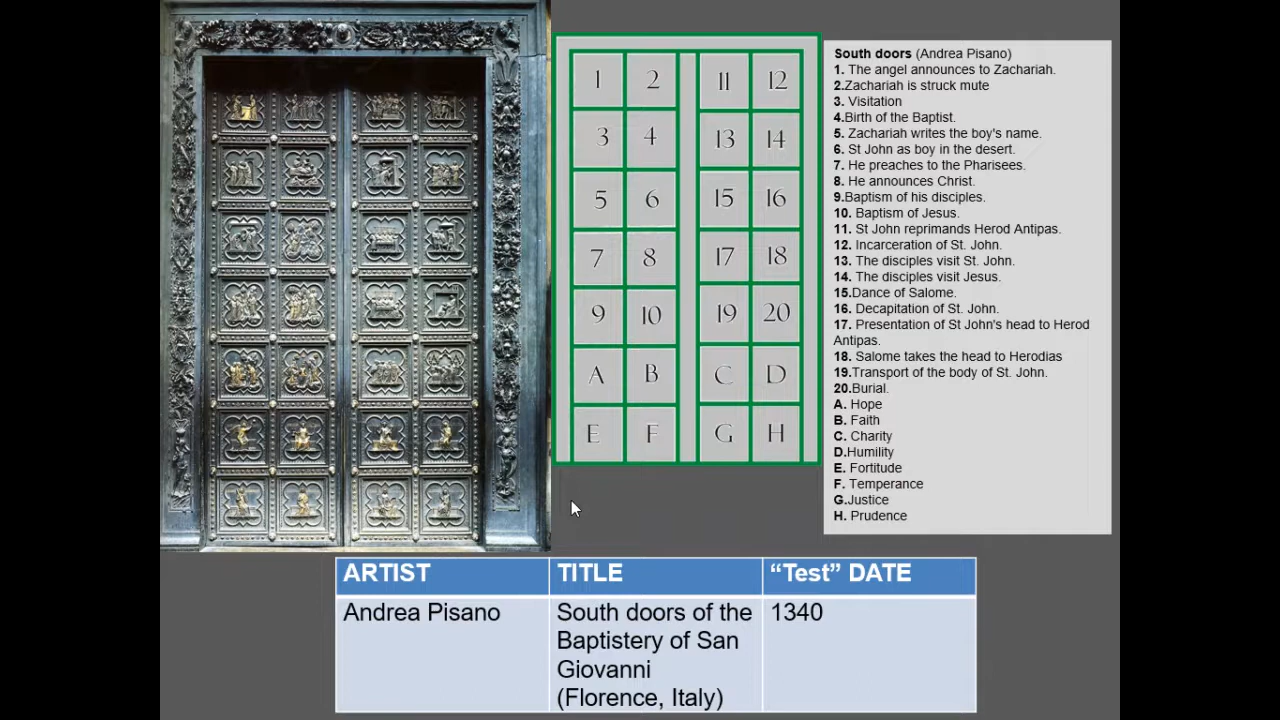 1 2 11 12
3 4 13 14
5 6 15 16
7 8 17 18
9 10 19 20
A B C D
E F G H
South doors (Andrea Pisano)
1. The angel announces to Zachariah.
2.Zachariah is struck mute
3. Visitation
4.Birth of the Baptist.
5. Zachariah writes the boy's name.
6. St John as boy in the desert.
7. He preaches to the Pharisees.
8. He announces Christ.
9.Baptism of his disciples.
10. Baptism of Jesus.
11. St John reprimands Herod Antipas.
12. Incarceration of St. John.
13. The disciples visit St. John.
14. The disciples visit Jesus.
15.Dance of Salome.
16. Decapitation of St. John.
17. Presentation of St John's head to Herod
Antipas.
18. Salome takes the head to Herodias
19.Transport of the body of St. John.
20.Burial.
A. Hope
B. Faith
C. Charity
D.Humility
E. Fortitude
F. Temperance
G.Justice
H. Prudence
ARTIST TITLE “Test” DATE
Andrea Pisano South doors of the 1340
Baptistery of San
Giovanni
(Florence, Italy)